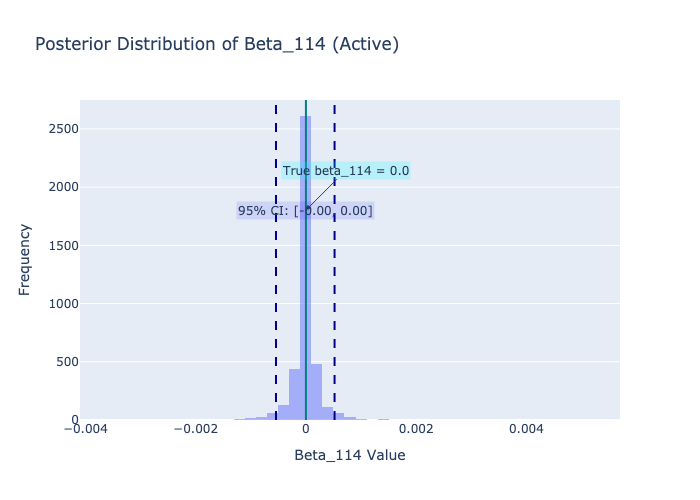 Posterior Distribution of Beta_114 (Active)
2500
2000
1500
1000
500
0
Frequency
True beta_114 = 0.0
95% CI: [-0.00, 0.00]
−0.004
−0.002
0
0.002
0.004
Beta_114 Value